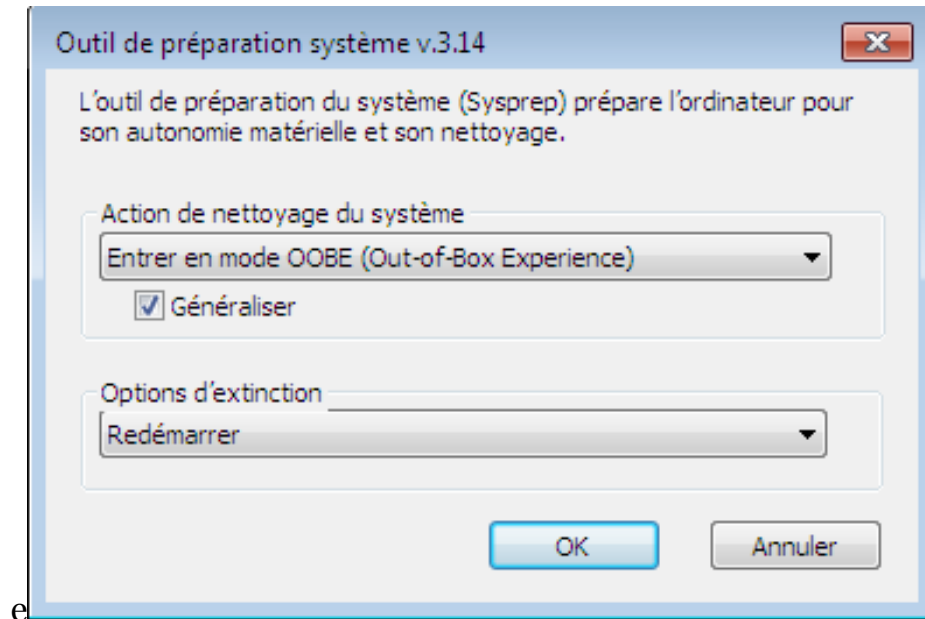 Outil de préparation système v.3.14
L'outil de préparation du système (Sysprep) prépare l'ordinateur pour
son autonomie matérielle et son nettoyage.
Action de nettoyage du système
Entrer en mode OOBE (Out-of-Box Experience)
Généraliser
Options d'extinction
Redémarrer
OK Annuler
e